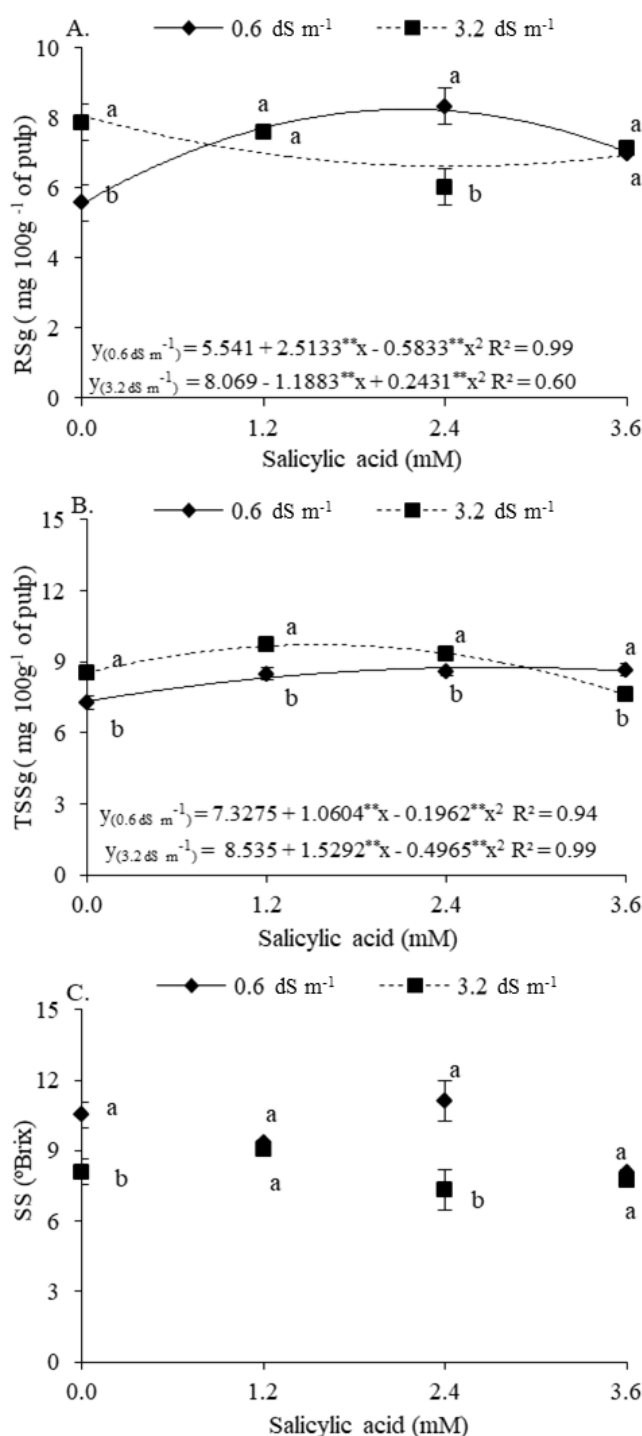 A. 0.6 dS m⁻¹ 3.2 dS m⁻¹
RSg ( mg 100g ⁻¹ of pulp)
10
8
6
4
2
0
a
a
a
a
a
b
b
a
y(0.6 dS m⁻¹) = 5.541 + 2.5133**x - 0.5833**x² R² = 0.99
y(3.2 dS m⁻¹) = 8.069 - 1.1883**x + 0.2431**x² R² = 0.60
0.0 1.2 2.4 3.6
Salicylic acid (mM)
B. 0.6 dS m⁻¹ 3.2 dS m⁻¹
TSSg ( mg 100g⁻¹ of pulp)
15
12
9
6
3
0
a
a
a
a
b
b
b
b
y(0.6 dS m⁻¹) = 7.3275 + 1.0604**x - 0.1962**x² R² = 0.94
y(3.2 dS m⁻¹) = 8.535 + 1.5292**x - 0.4965**x² R² = 0.99
0.0 1.2 2.4 3.6
Salicylic acid (mM)
C. 0.6 dS m⁻¹ 3.2 dS m⁻¹
SS (ºBrix)
15
12
9
6
3
0
a
a
a
a
b
a
b
a
0.0 1.2 2.4 3.6
Salicylic acid (mM)